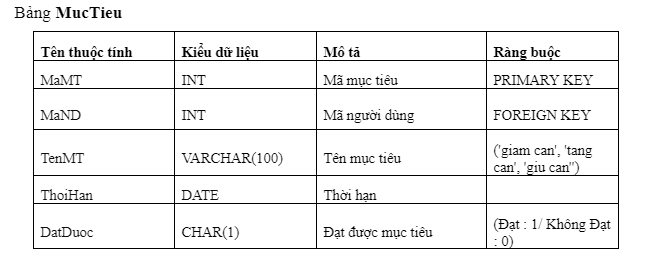 Bảng MucTieu
Tên thuộc tính Kiểu dữ liệu Mô tả Ràng buộc
MaMT INT Mã mục tiêu PRIMARY KEY
MaND INT Mã người dùng FOREIGN KEY
TenMT VARCHAR(100) Tên mục tiêu ('giam can', 'tang
can', 'giu can'')
ThoiHan DATE Thời hạn
DatDuoc CHAR(1) Đạt được mục tiêu (Đạt : 1/ Không Đạt
: 0)